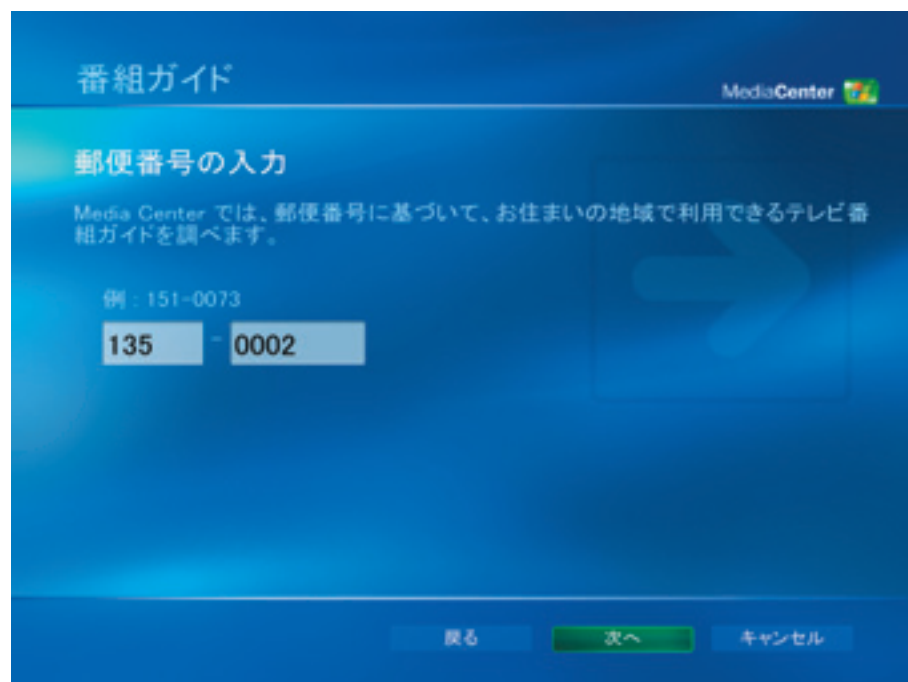 番組ガイド
MediaCenter
郵便番号の入力
Media Center では、郵便番号に基づいて、お住まいの地域で利用できるテレビ番
組ガイドを調べます。
例 : 151-0073
135 - 0002
戻る 次へ キャンセル